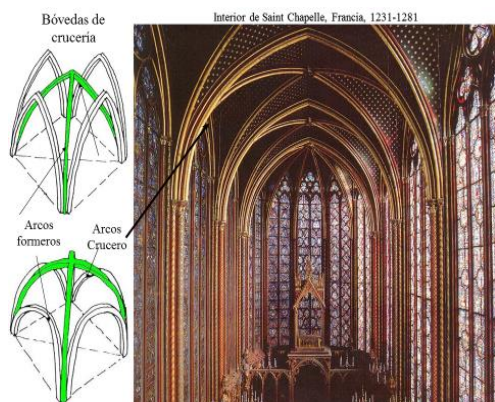 Bóvedas de
crucería
Interior de Saint Chapelle, Francia, 1231-1281
Arcos
formeros
Arcos
Crucero